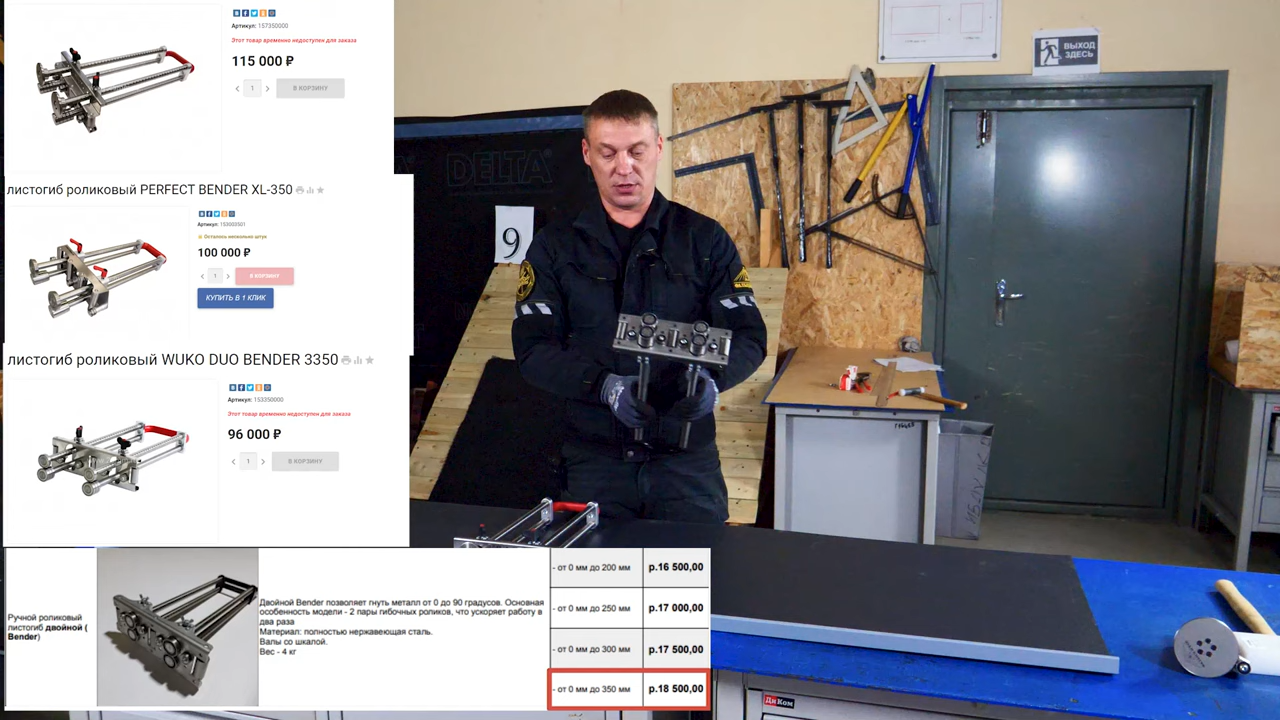 Артикул: 157350000
Этот товар временно недоступен для заказа
115 000 ₽
1
В КОРЗИНУ
листогиб роликовый PERFECT BENDER XL-350
Артикул: 153003501
Осталось несколько штук
100 000 ₽
1
В КОРЗИНУ
КУПИТЬ В 1 КЛИК
листогиб роликовый WUKO DUO BENDER 3350
Артикул: 153350000
Этот товар временно недоступен для заказа
96 000 ₽
1
В КОРЗИНУ
Ручной роликовый
листогиб двойной (
Bender)
Двойной Bender позволяет гнуть металл от 0 до 90 градусов. Основная
особенность модели - 2 пары гибочных роликов, что ускоряет работу в
два раза
Материал: полностью нержавеющая сталь.
Валы со шкалой.
Вес - 4 кг
- от 0 мм до 200 мм р.16 500,00
- от 0 мм до 250 мм р.17 000,00
- от 0 мм до 300 мм р.17 500,00
- от 0 мм до 350 мм р.18 500,00
DELTA
9
ВЫХОД
ЗДЕСЬ
ДиКом